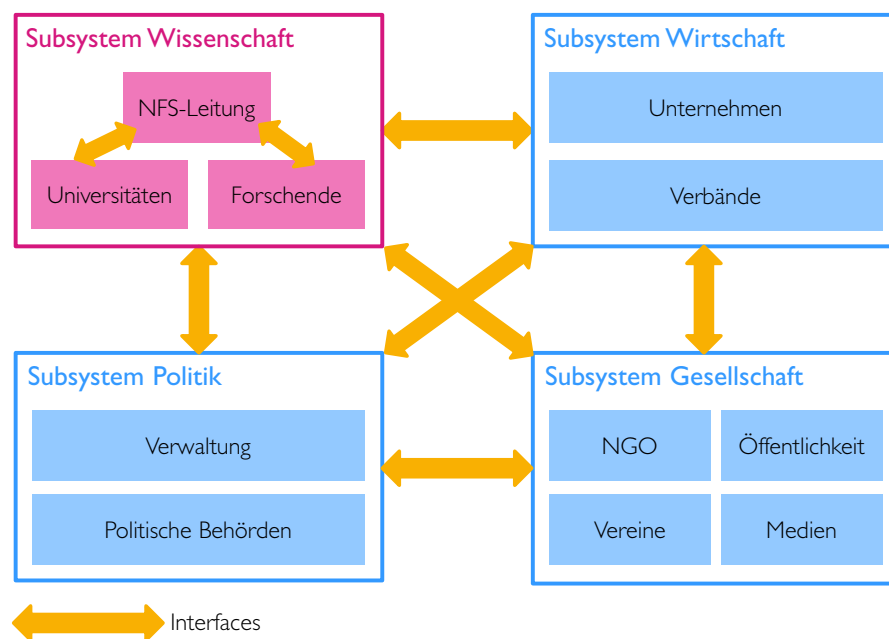 Subsystem Wissenschaft
NFS-Leitung
Universitäten
Forschende
Subsystem Wirtschaft
Unternehmen
Verbände
Subsystem Politik
Verwaltung
Politische Behörden
Subsystem Gesellschaft
NGO
Öffentlichkeit
Vereine
Medien
Interfaces